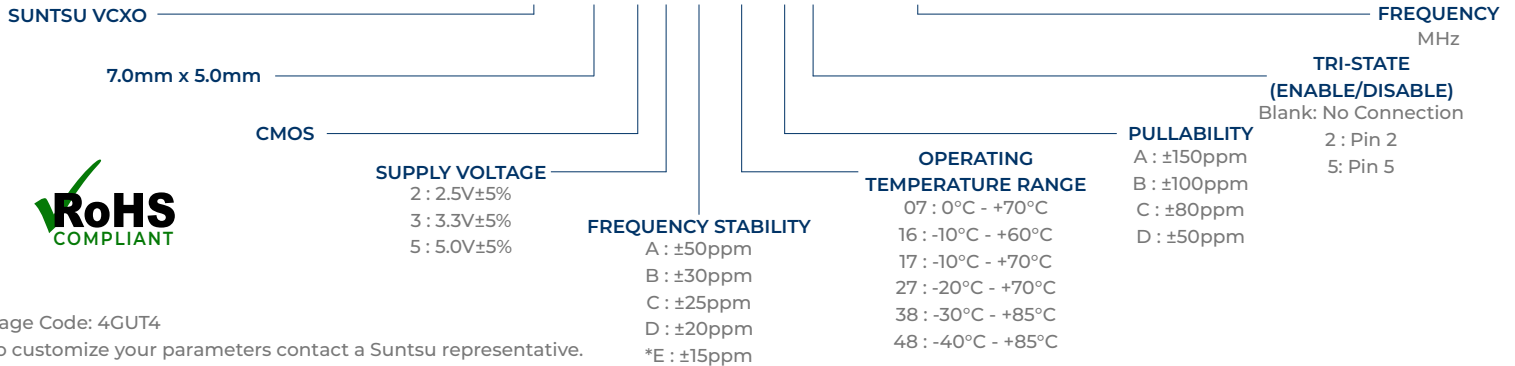 SUNTSU VCXO
7.0mm x 5.0mm
CMOS
SUPPLY VOLTAGE
2 : 2.5V±5%
3 : 3.3V±5%
5 : 5.0V±5%
FREQUENCY STABILITY
A : ±50ppm
B : ±30ppm
C : ±25ppm
D : ±20ppm
*E : ±15ppm
OPERATING
TEMPERATURE RANGE
07 : 0°C - +70°C
16 : -10°C - +60°C
17 : -10°C - +70°C
27 : -20°C - +70°C
38 : -30°C - +85°C
48 : -40°C - +85°C
PULLABILITY
A : ±150ppm
B : ±100ppm
C : ±80ppm
D : ±50ppm
TRI-STATE
(ENABLE/DISABLE)
Blank: No Connection
2 : Pin 2
5: Pin 5
FREQUENCY
MHz
RoHS
COMPLIANT
age Code: 4GUT4
customize your parameters contact a Suntsu representative.